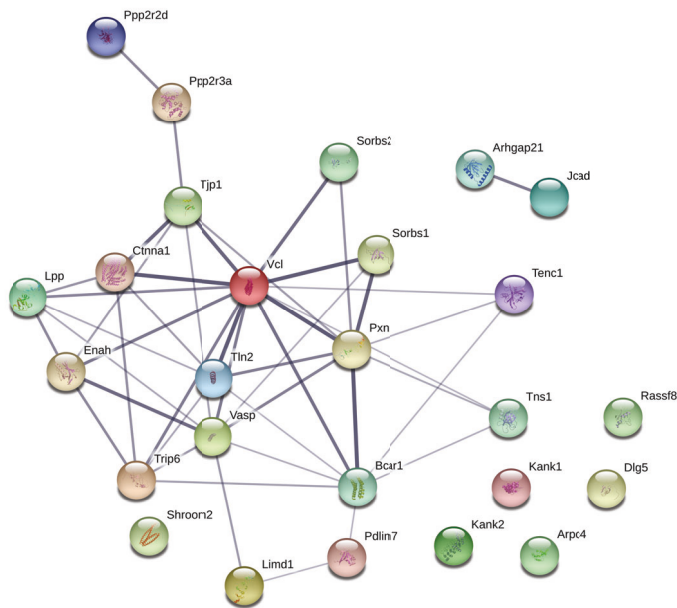 Ppp2r2d
Ppp2r3a
Sorbs2
Arhgap21
Jcad
Tjp1
Sorbs1
Ctnna1
Vcl
Tenc1
Lpp
Pxn
Enah
Tln2
Rassf8
Tns1
Vasp
Trip6
Bcar1
Kank1
Dlg5
Shroom2
Kank2
Arpc4
Pdlim7
Limd1